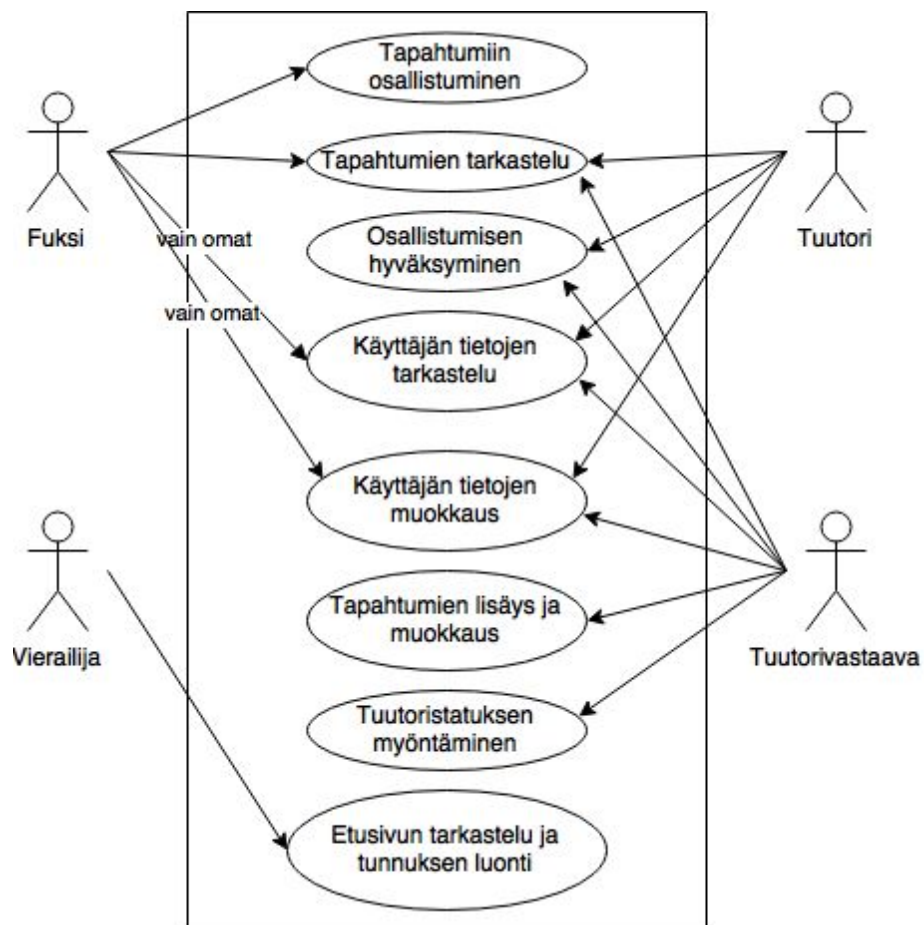 Tapahtumiin
osallistuminen
Tapahtumien tarkastelu
Fuksi
vain omat
Osallistumisen
hyväksyminen
Tuutori
vain omat
Käyttäjän tietojen
tarkastelu
Käyttäjän tietojen
muokkaus
Tapahtumien lisäys ja
muokkaus
Vierailija
Tuutorivastaava
Tuutoristatuksen
myöntäminen
Etusivun tarkastelu ja
tunnuksen luonti